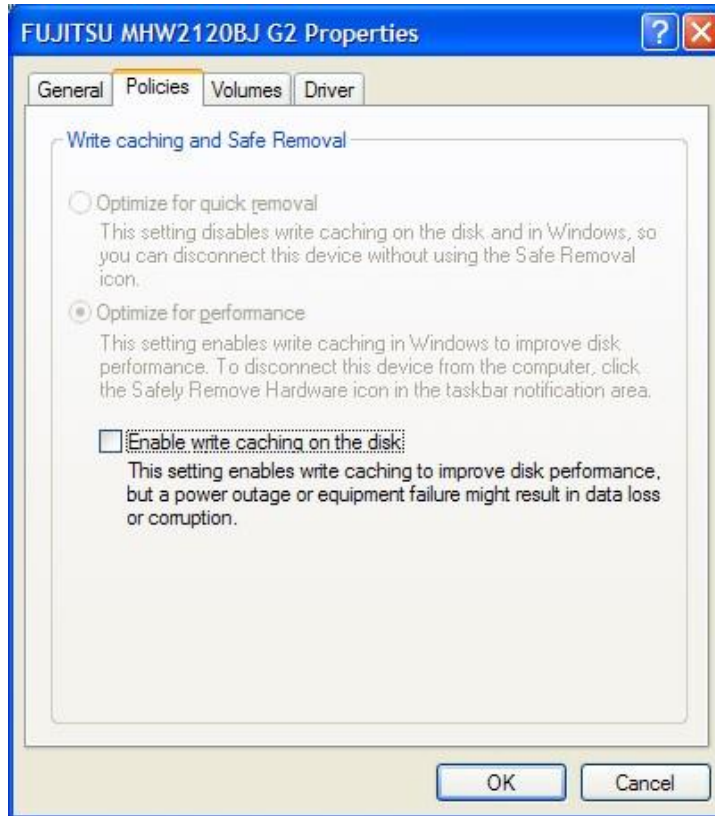 FUJITSU MHW2120BJ G2 Properties
?
General Policies Volumes Driver
Write caching and Safe Removal
Optimize for quick removal
This setting disables write caching on the disk and in Windows, so
you can disconnect this device without using the Safe Removal
icon.
Optimize for performance
This setting enables write caching in Windows to improve disk
performance. To disconnect this device from the computer, click
the Safely Remove Hardware icon in the taskbar notification area.
Enable write caching on the disk
This setting enables write caching to improve disk performance,
but a power outage or equipment failure might result in data loss
or corruption.
OK Cancel